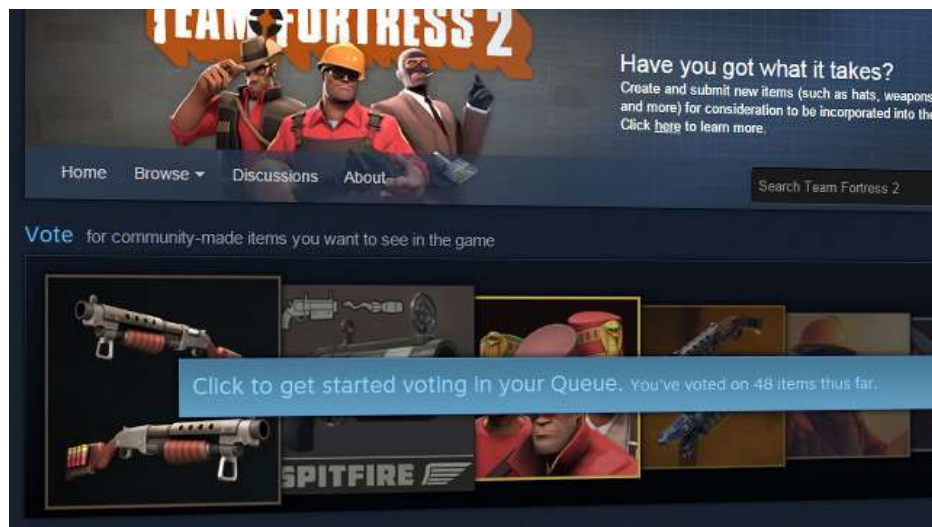 TEAM FORTRESS 2
Have you got what it takes?
Create and submit new items (such as hats, weapons
and more) for consideration to be incorporated into the
Click here to learn more.
Home Browse Discussions About
Search Team Fortress 2
Vote for community-made items you want to see in the game
Click to get started voting in your Queue. You've voted on 48 items thus far.
SPITFIRE